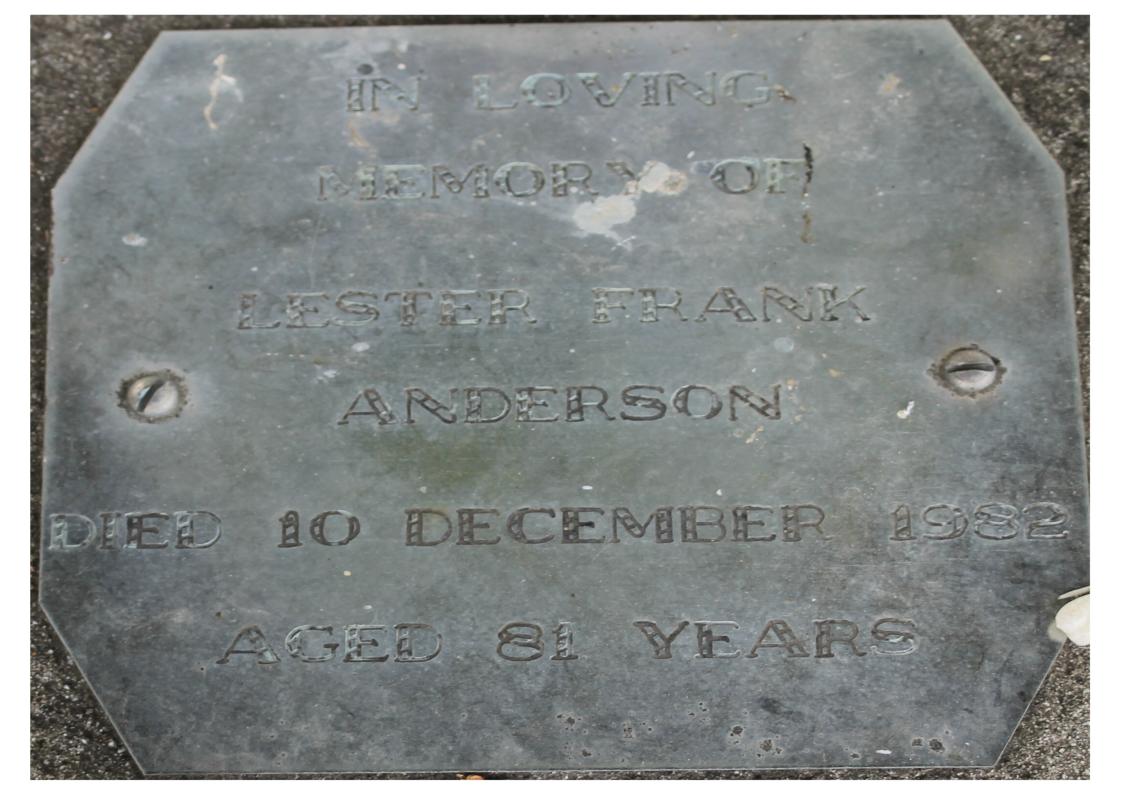 IN LOVING
MEMORY OF
LESTER FRANK
ANDERSON
DIED 10 DECEMBER 1982
AGED 81 YEARS